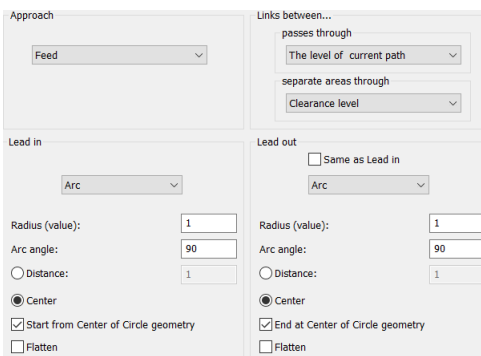 Approach
Feed
Links between...
passes through
The level of  current path
separate areas through
Clearance level
Lead in
Arc
Radius (value):
1
Arc angle:
90
Distance:
1
Center
Start from Center of Circle geometry
Flatten
Lead out
Same as Lead in
Arc
Radius (value):
1
Arc angle:
90
Distance:
1
Center
End at Center of Circle geometry
Flatten